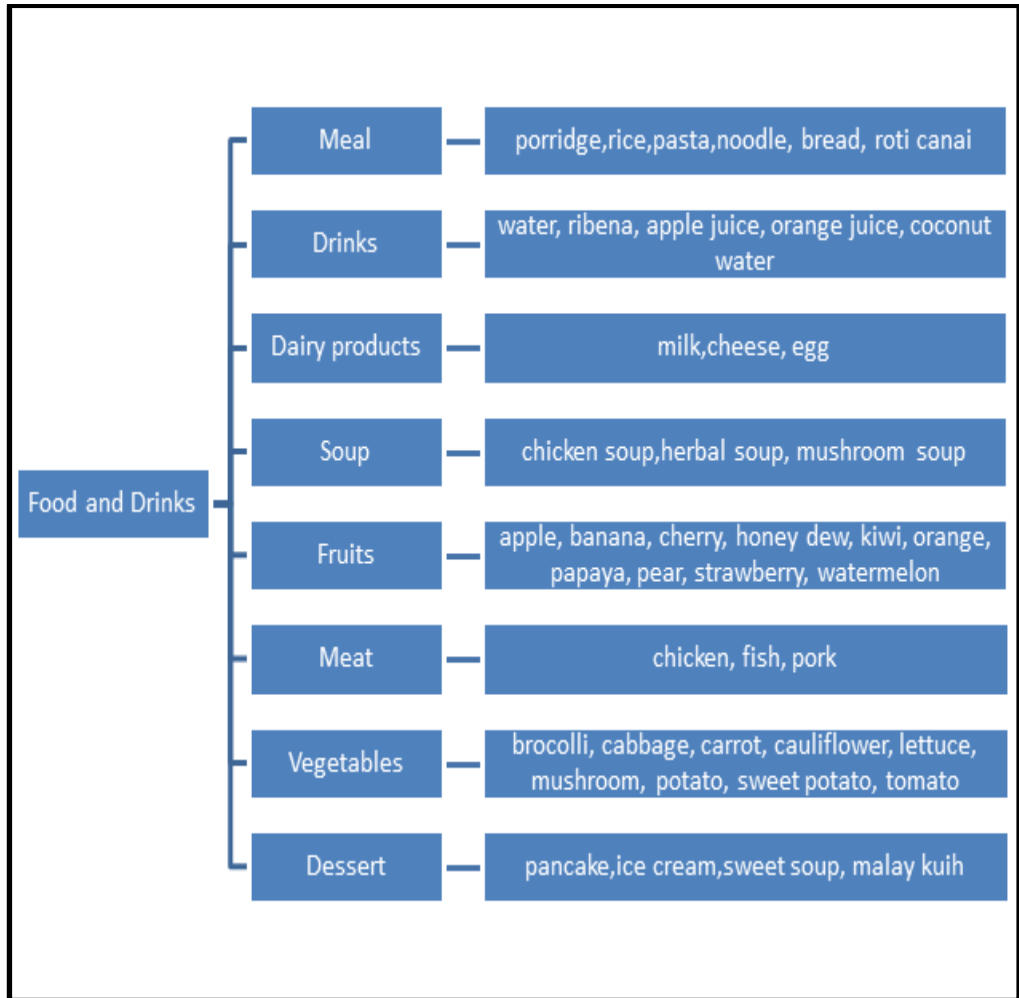 Meal
porridge,rice,pasta,noodle, bread, roti canai
Drinks
water, ribena, apple juice, orange juice, coconut
water
Dairy products
milk,cheese, egg
Soup
chicken soup,herbal soup, mushroom soup
Food and Drinks
Fruits
apple, banana, cherry, honey dew, kiwi, orange,
papaya, pear, strawberry, watermelon
Meat
chicken, fish, pork
Vegetables
brocolli, cabbage, carrot, cauliflower, lettuce,
mushroom, potato, sweet potato, tomato
Dessert
pancake,ice cream,sweet soup, malay kuih